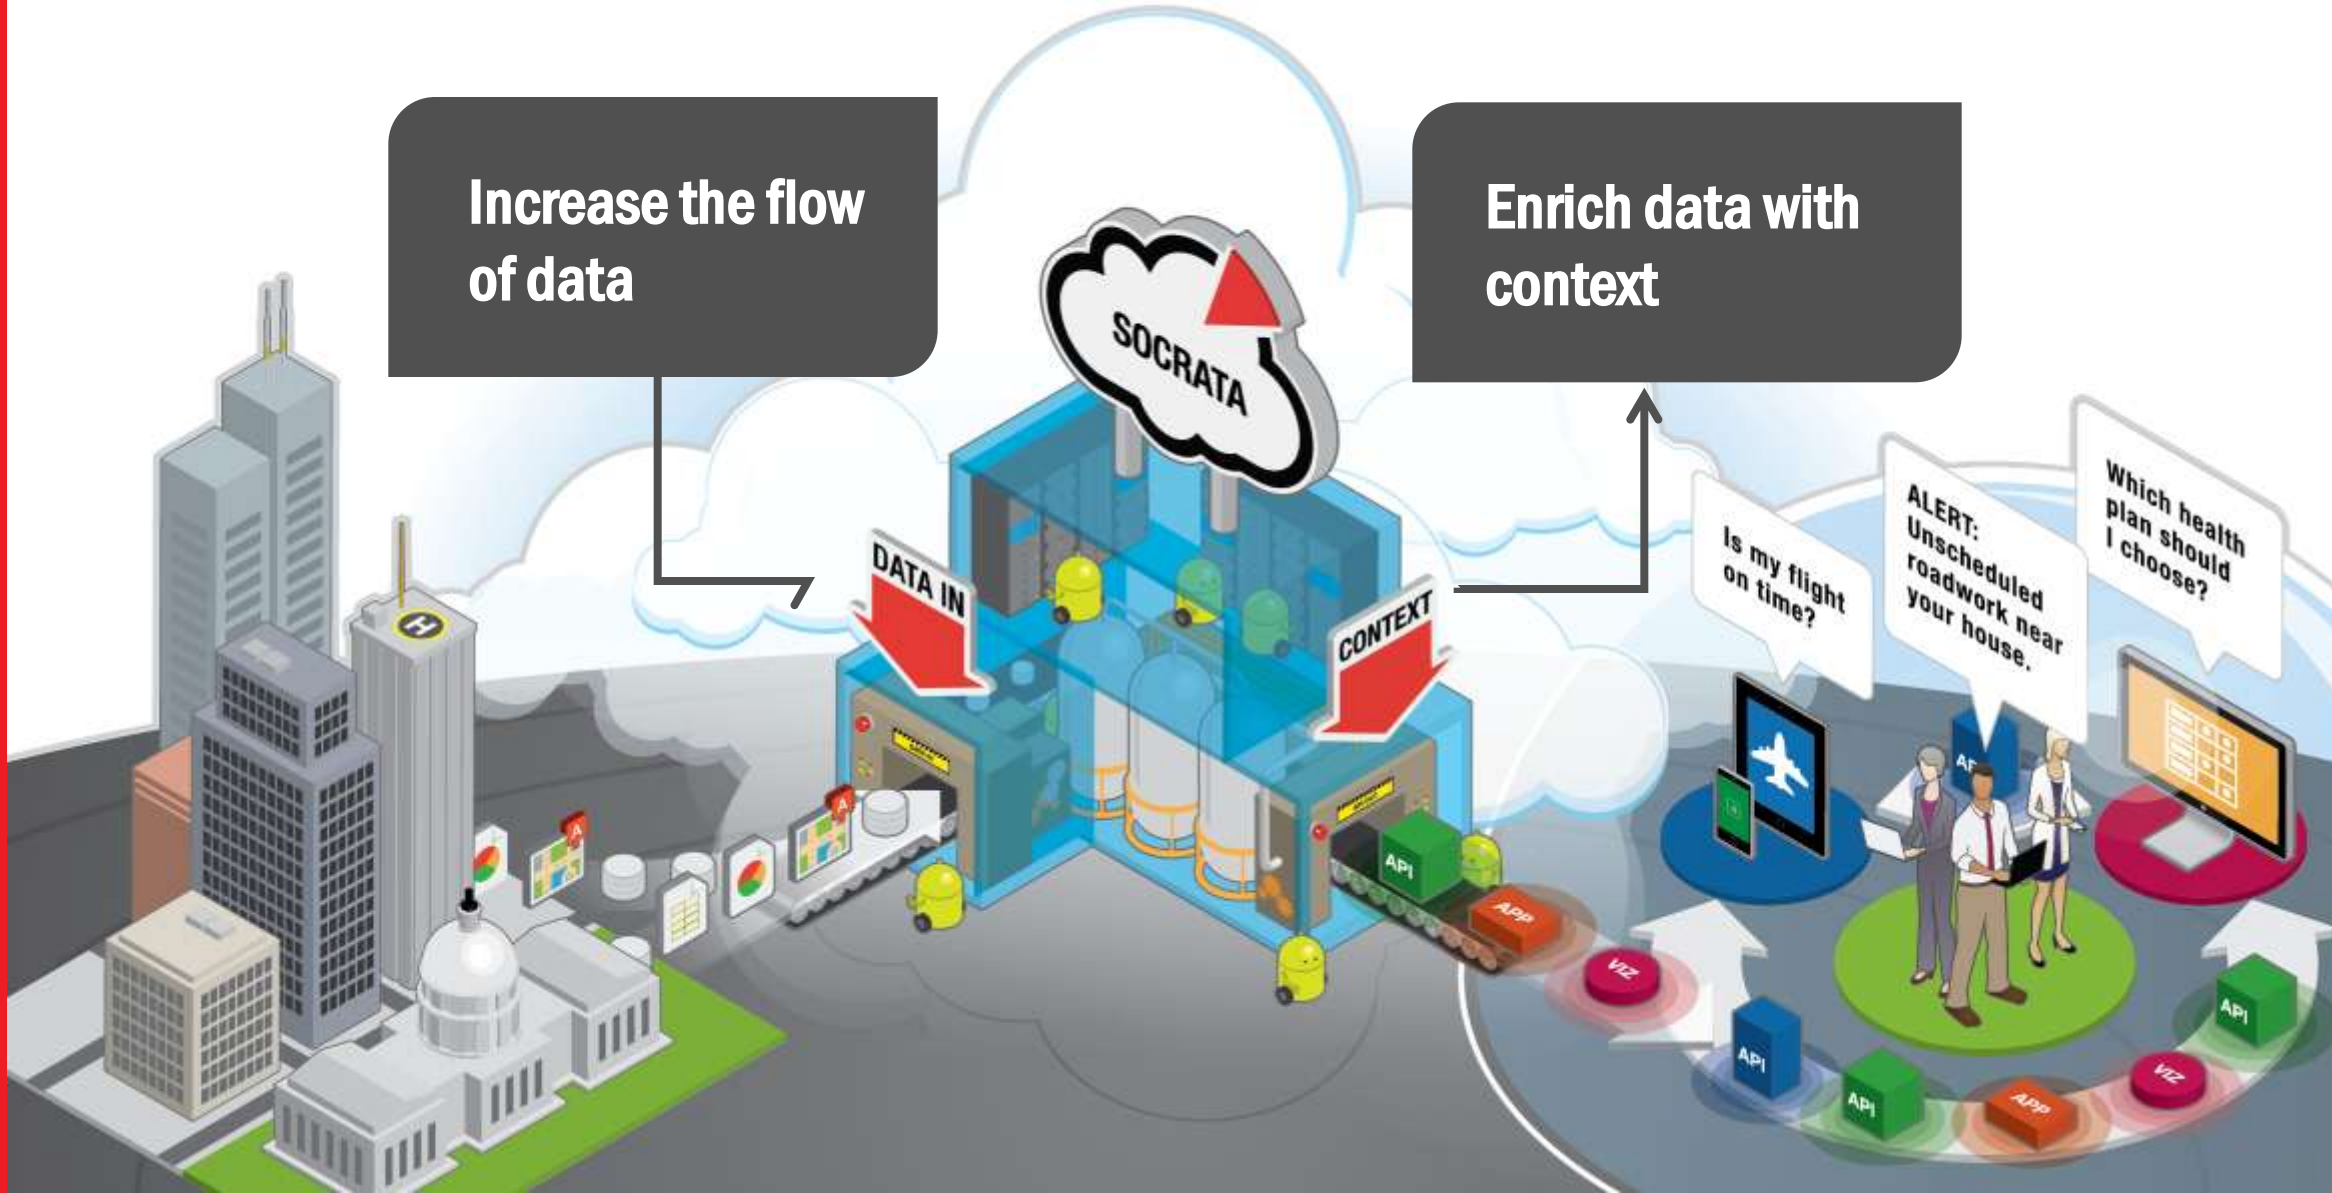 Increase the flow
of data
Enrich data with
context
SOCRATA
DATA IN
CONTEXT
Is my flight
on time?
ALERT:
Unscheduled
roadwork near
your house.
Which health
plan should
I choose?
H
A
A
API
APP
VIZ
API
API
APP
VIZ
API